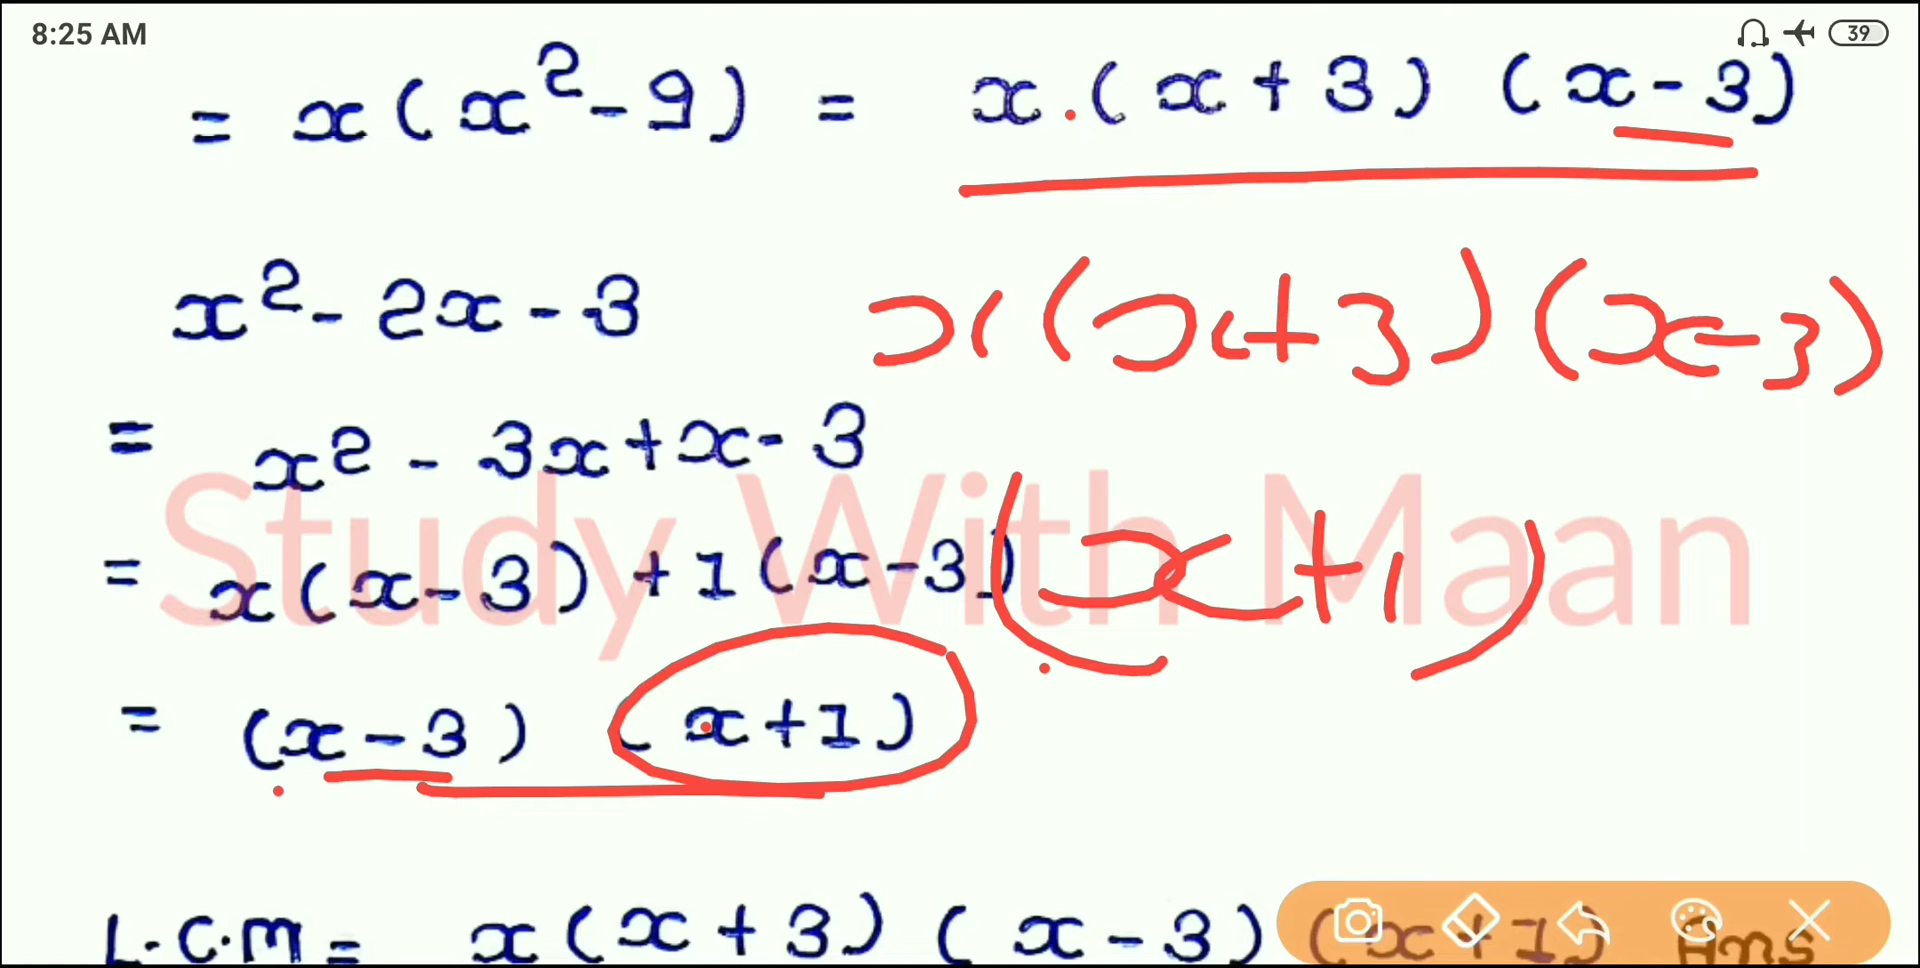 8:25 AM 39
= x(x²-9) = x.(x+3)(x-3)
x²-2x-3 x(x+3)(x-3)
= x²-3x+x-3
Study With Maan
= x(x-3)+1(x-3) (x+1)
= (x-3)(x+1)
L.C.M = x(x+3)(x-3)(x+1) Ans